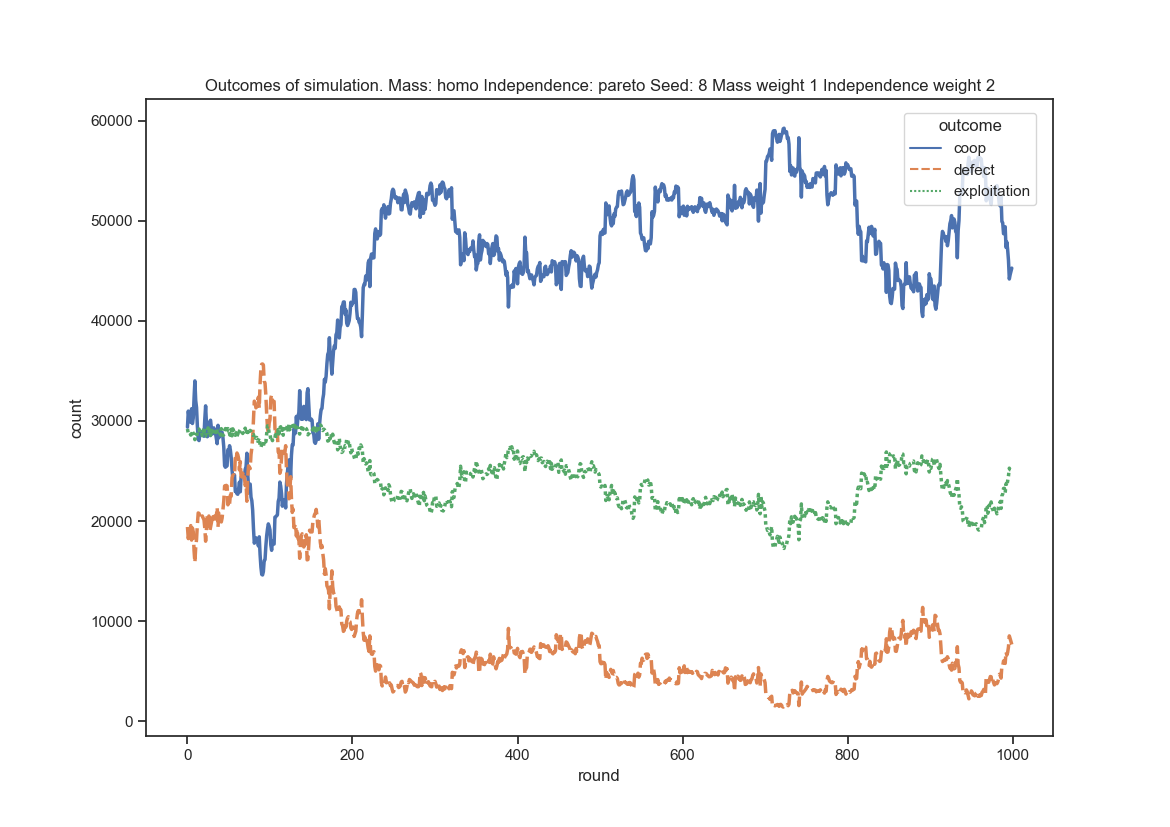 Outcomes of simulation. Mass: homo Independence: pareto Seed: 8 Mass weight 1 Independence weight 2
outcome
coop
defect
exploitation
60000
50000
40000
30000
20000
10000
0
count
0 200 400 600 800 1000
round